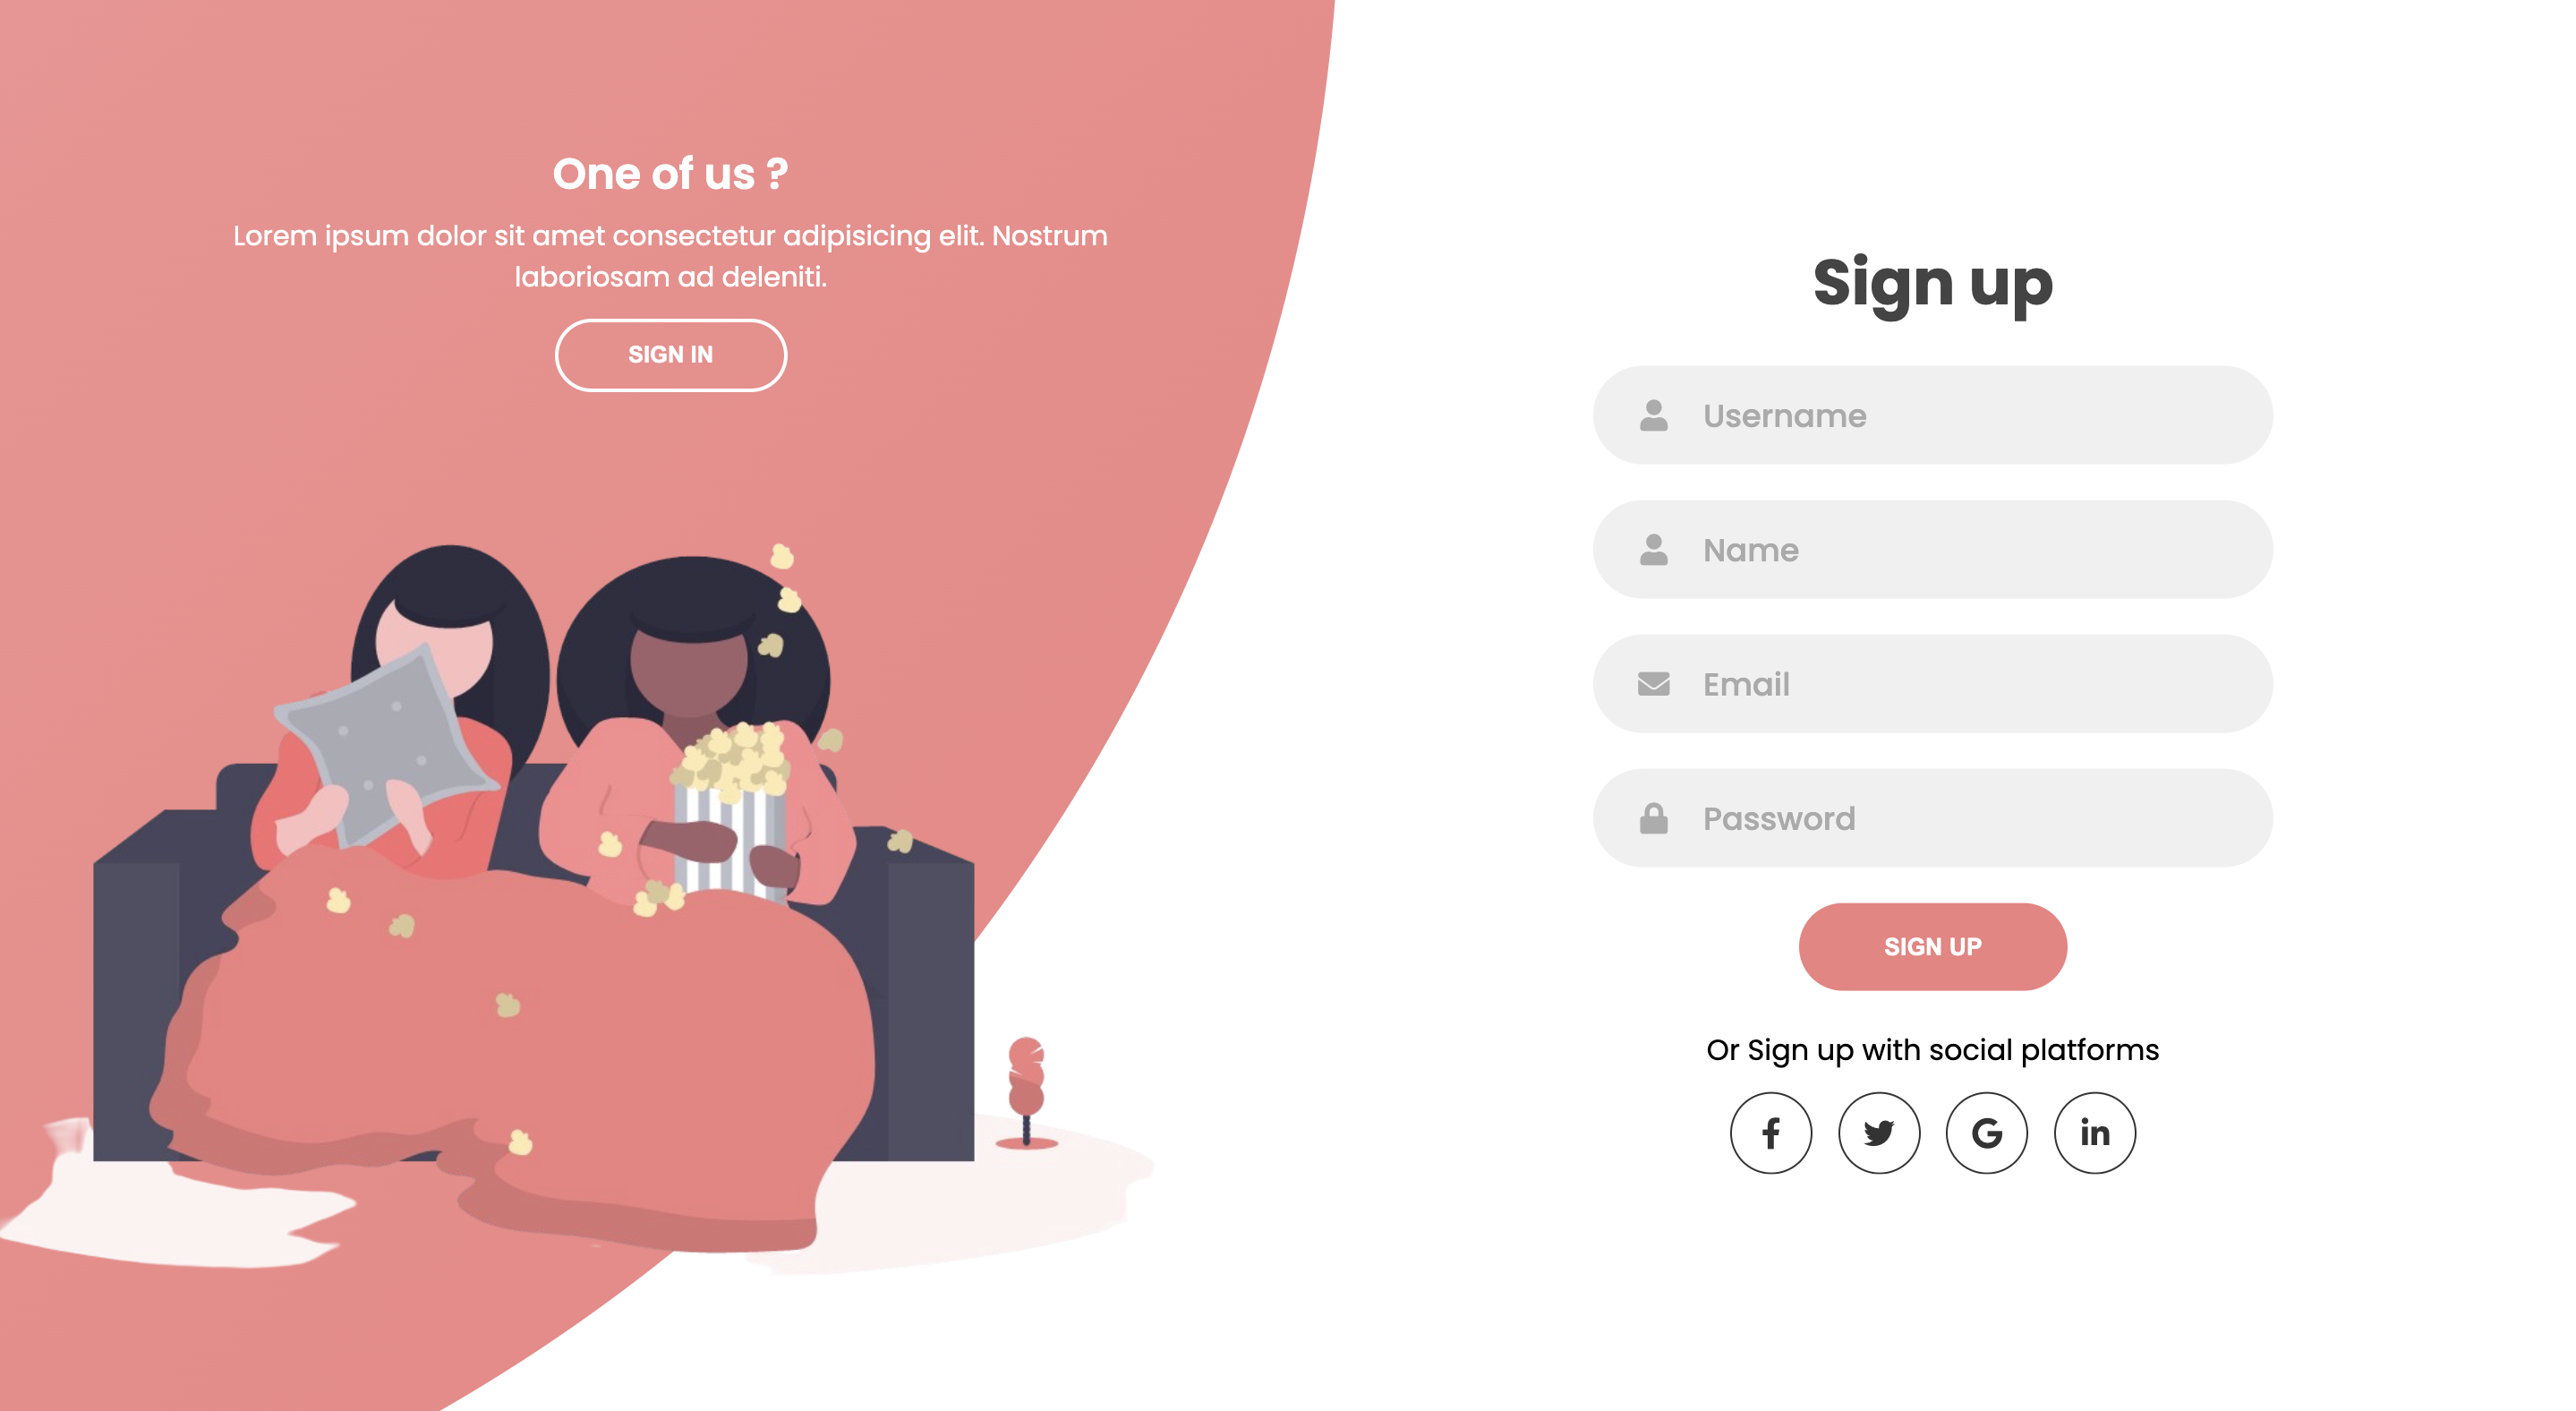 One of us ?
Lorem ipsum dolor sit amet consectetur adipisicing elit. Nostrum
laboriosam ad deleniti.
SIGN IN
Sign up
Username
Name
Email
Password
SIGN UP
Or Sign up with social platforms